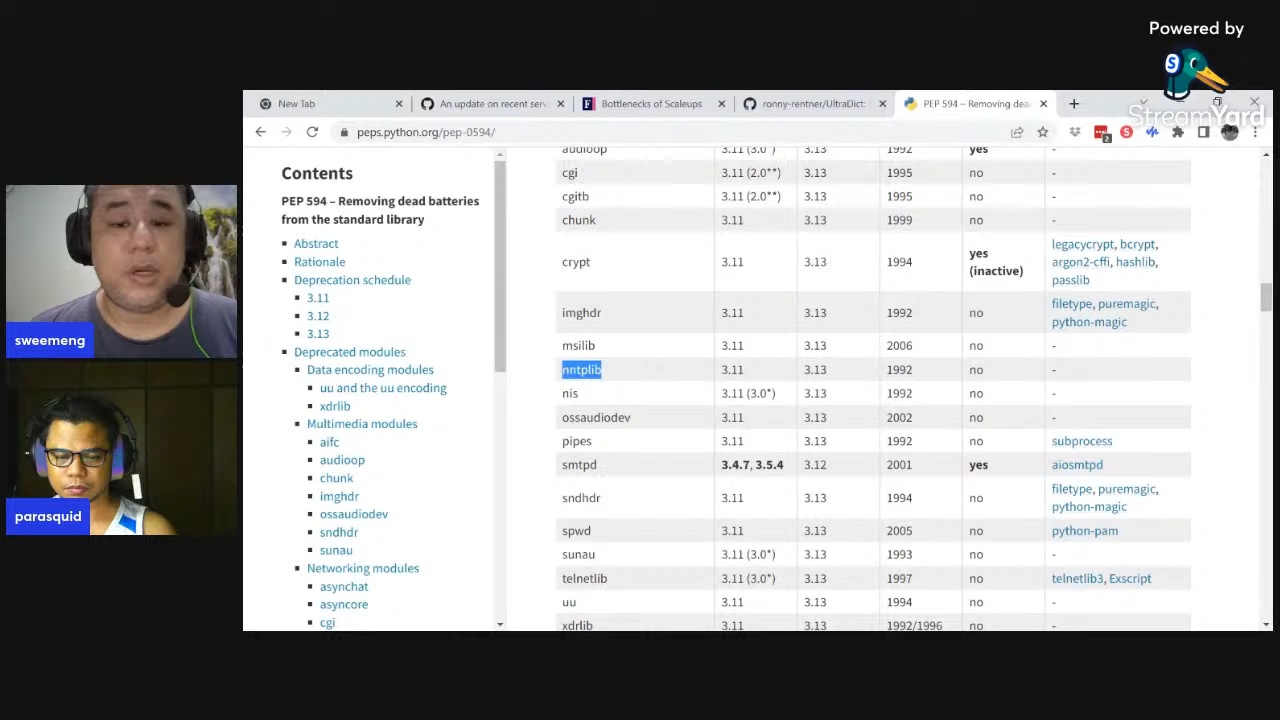 Powered by
StreamYard
New Tab
An update on recent serv
Bottlenecks of Scaleups
ronny-rentner/UltraDict:
PEP 594 – Removing dea
peps.python.org/pep-0594/
2
S
S
sweemeng
parasquid
Contents
PEP 594 – Removing dead batteries
from the standard library
Abstract
Rationale
Deprecation schedule
3.11
3.12
3.13
Deprecated modules
Data encoding modules
uu and the uu encoding
xdrlib
Multimedia modules
aifc
audioop
chunk
imghdr
ossaudiodev
sndhdr
sunau
Networking modules
asynchat
asyncore
cgi
audioop 3.11 (3.0*) 3.13 1992 yes -
cgi 3.11 (2.0**) 3.13 1995 no -
cgitb 3.11 (2.0**) 3.13 1995 no -
chunk 3.11 3.13 1999 no -
crypt 3.11 3.13 1994 yes (inactive) legacycrypt, bcrypt,
argon2-cffi, hashlib,
passlib
imghdr 3.11 3.13 1992 no filetype, puremagic,
python-magic
msilib 3.11 3.13 2006 no -
nntplib 3.11 3.13 1992 no -
nis 3.11 (3.0*) 3.13 1992 no -
ossaudiodev 3.11 3.13 2002 no -
pipes 3.11 3.13 1992 no subprocess
smtpd 3.4.7, 3.5.4 3.12 2001 yes aiosmtpd
sndhdr 3.11 3.13 1994 no filetype, puremagic,
python-magic
spwd 3.11 3.13 2005 no python-pam
sunau 3.11 (3.0*) 3.13 1993 no -
telnetlib 3.11 (3.0*) 3.13 1997 no telnetlib3, Exscript
uu 3.11 3.13 1994 no -
xdrlib 3.11 3.13 1992/1996 no -